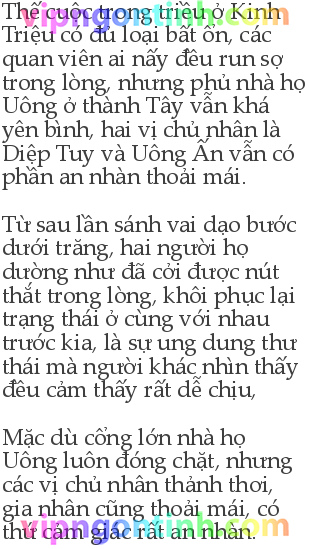 Thế cuộc trong triều ở Kinh
vipngontinh.com
Triệu có đủ loại bất ổn, các
quan viên ai nấy đều run sợ
trong lòng, nhưng phủ nhà họ
Uông ở thành Tây vẫn khá
yên bình, hai vị chủ nhân là
Diệp Tuy và Uông Ấn vẫn có
phần an nhàn thoải mái.
Từ sau lần sánh vai dạo bước
dưới trăng, hai người họ
dường như đã cởi được nút
thắt trong lòng, khôi phục lại
trạng thái ở cùng với nhau
trước kia, là sự ung dung thư
thái mà người khác nhìn thấy
đều cảm thấy rất dễ chịu,
Mặc dù cổng lớn nhà họ
Uông luôn đóng chặt, nhưng
các vị chủ nhân thảnh thơi,
gia nhân cũng thoải mái, có
thứ cảm giác rất an nhàn.
vipngontinh.com